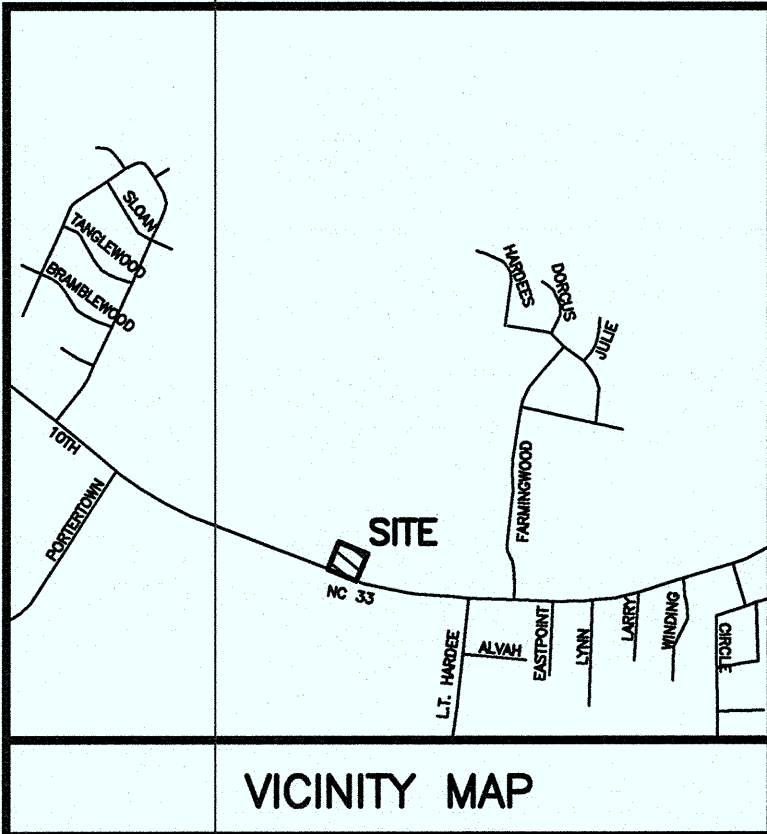 SLOAN
TANGLEWOOD
BRAMBLEWOOD
HARDEES
DORCUS
JULIE
10TH
PORTERTOWN
FARMINGWOOD
SITE
NC 33
L.T. HARDEE
ALVAH
EASTPOINT
LYNN
LARRY
WINDING
CIRCLE
VICINITY MAP